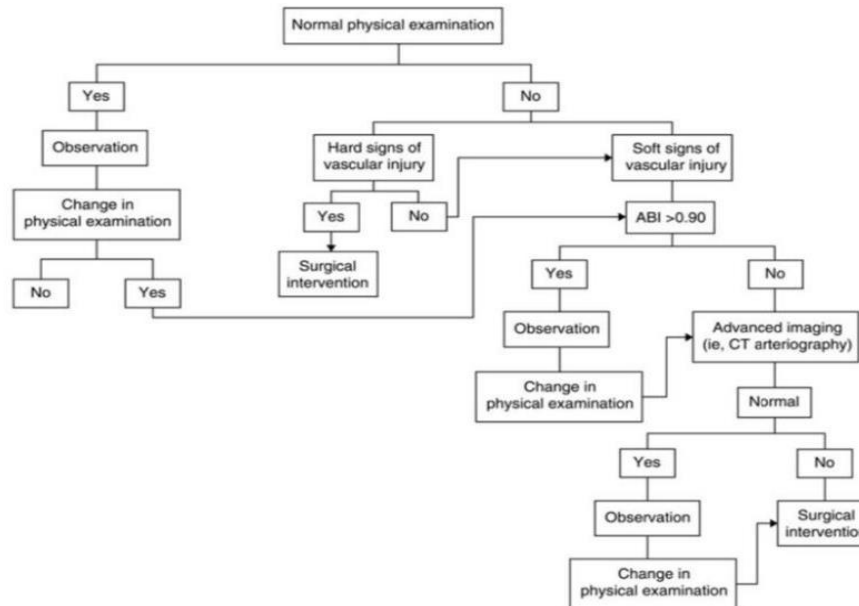 Normal physical examination
Yes
No
Observation
Hard signs of
vascular injury
Soft signs of
vascular injury
Change in
physical examination
Yes
No
ABI >0.90
No
Yes
Surgical
intervention
Yes
No
Observation
Advanced imaging
(ie, CT arteriography)
Change in
physical examination
Normal
Yes
No
Observation
Surgical
interventio
Change in
physical examination